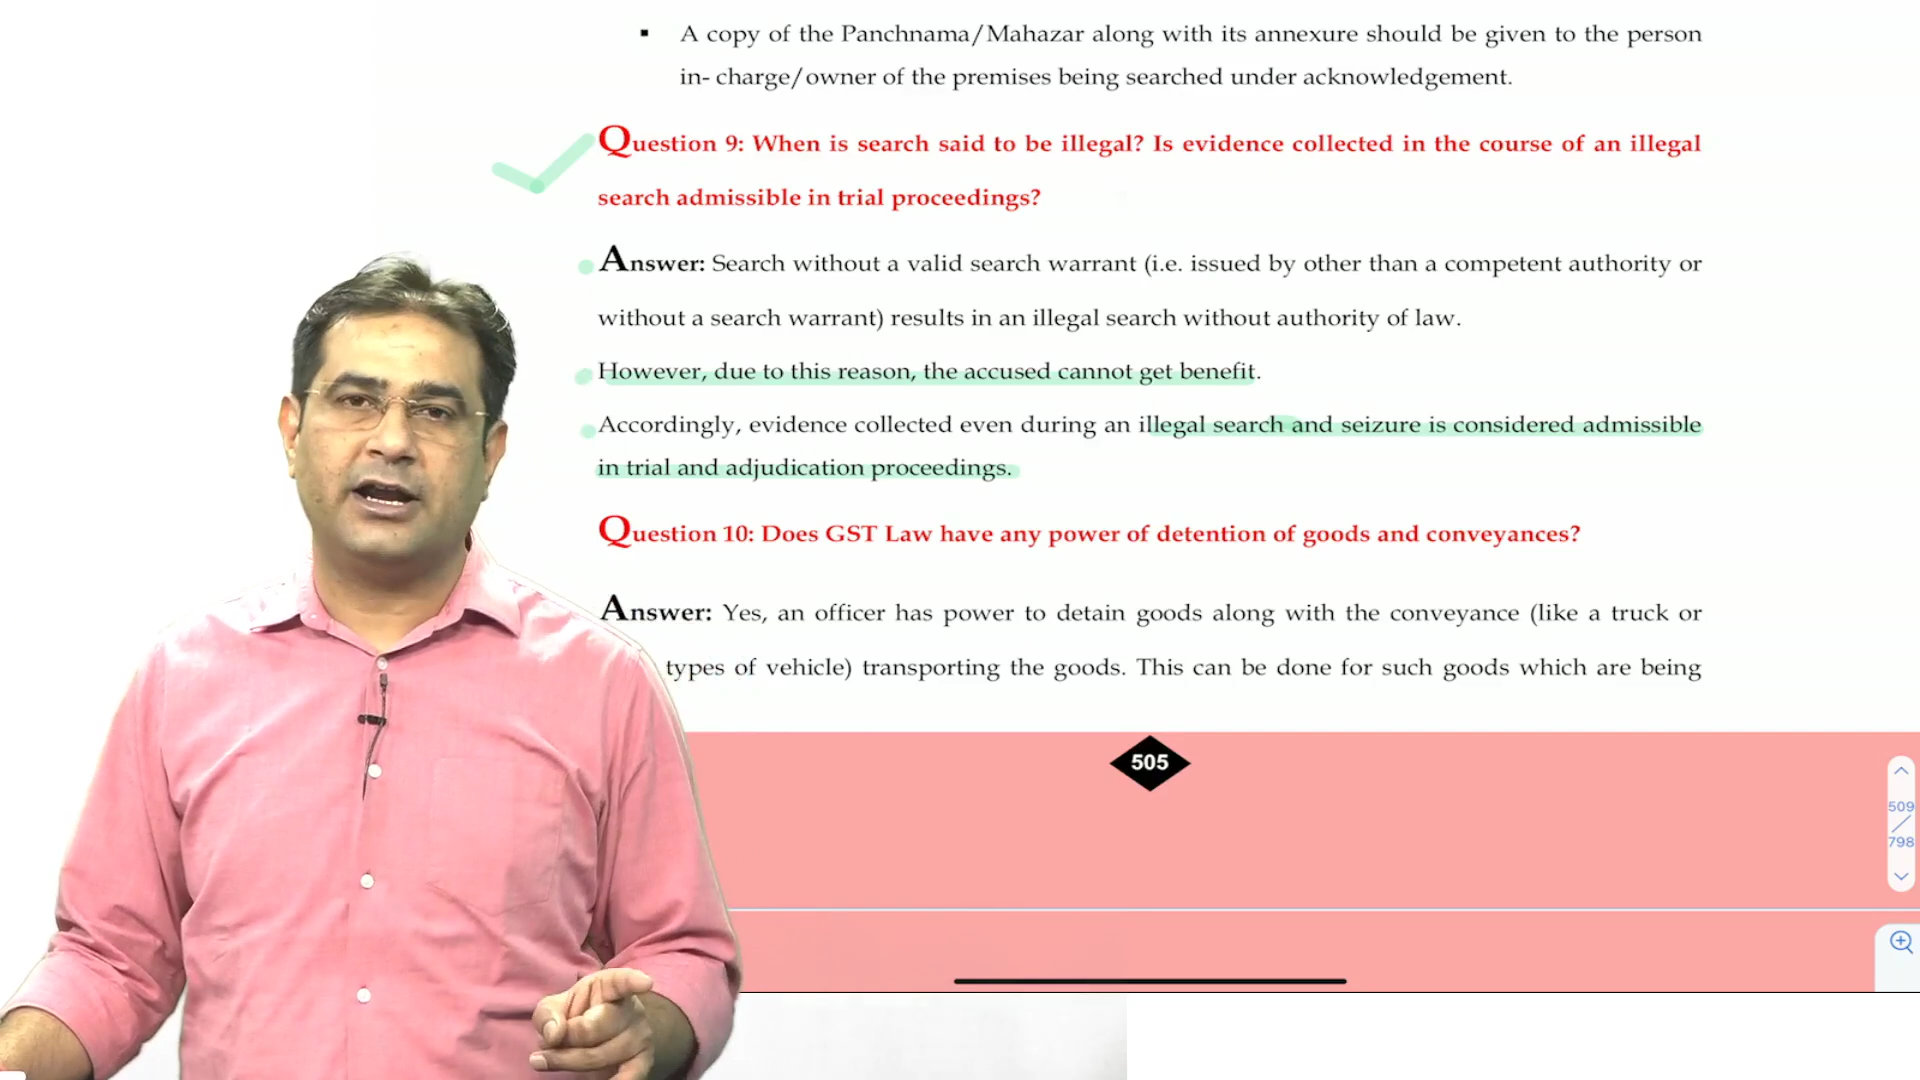 ▪ A copy of the Panchnama/Mahazar along with its annexure should be given to the person
in- charge/owner of the premises being searched under acknowledgement.
Question 9: When is search said to be illegal? Is evidence collected in the course of an illegal
search admissible in trial proceedings?
Answer: Search without a valid search warrant (i.e. issued by other than a competent authority or
without a search warrant) results in an illegal search without authority of law.
However, due to this reason, the accused cannot get benefit.
Accordingly, evidence collected even during an illegal search and seizure is considered admissible
in trial and adjudication proceedings.
Question 10: Does GST Law have any power of detention of goods and conveyances?
Answer: Yes, an officer has power to detain goods along with the conveyance (like a truck or
types of vehicle) transporting the goods. This can be done for such goods which are being
505
509
798